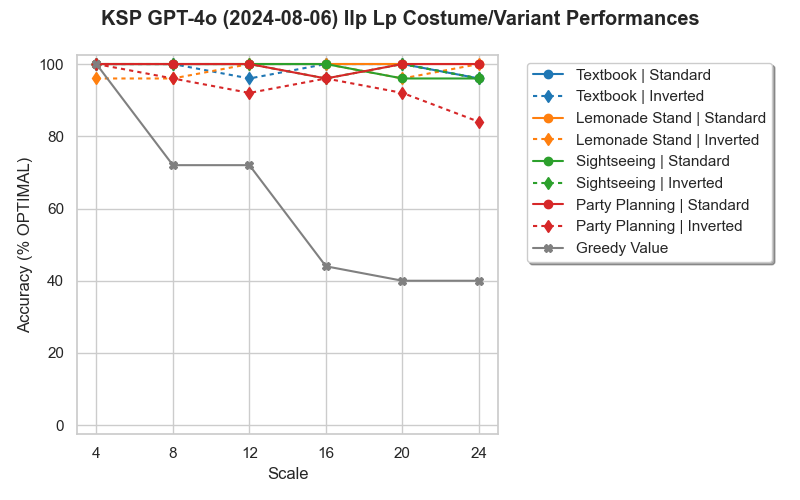 KSP GPT-4o (2024-08-06) Ilp Lp Costume/Variant Performances
Accuracy (% OPTIMAL)
100
80
60
40
20
0
4 8 12 16 20 24
Scale
Textbook | Standard
Textbook | Inverted
Lemonade Stand | Standard
Lemonade Stand | Inverted
Sightseeing | Standard
Sightseeing | Inverted
Party Planning | Standard
Party Planning | Inverted
Greedy Value